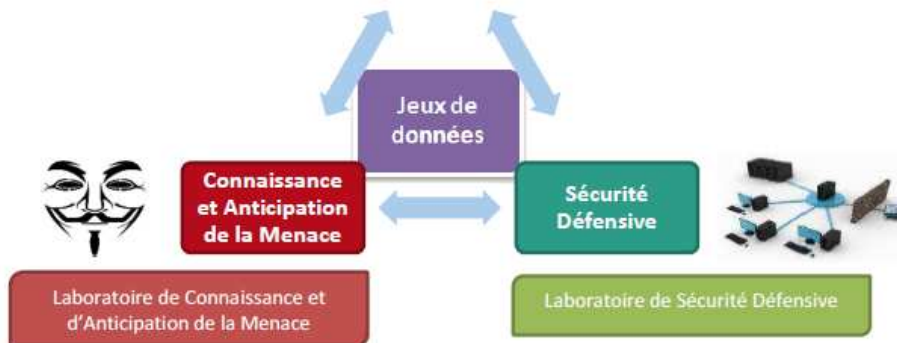 Jeux de
données
Connaissance
et Anticipation
de la Menace
Sécurité
Défensive
Laboratoire de Connaissance et
d'Anticipation de la Menace
Laboratoire de Sécurité Défensive